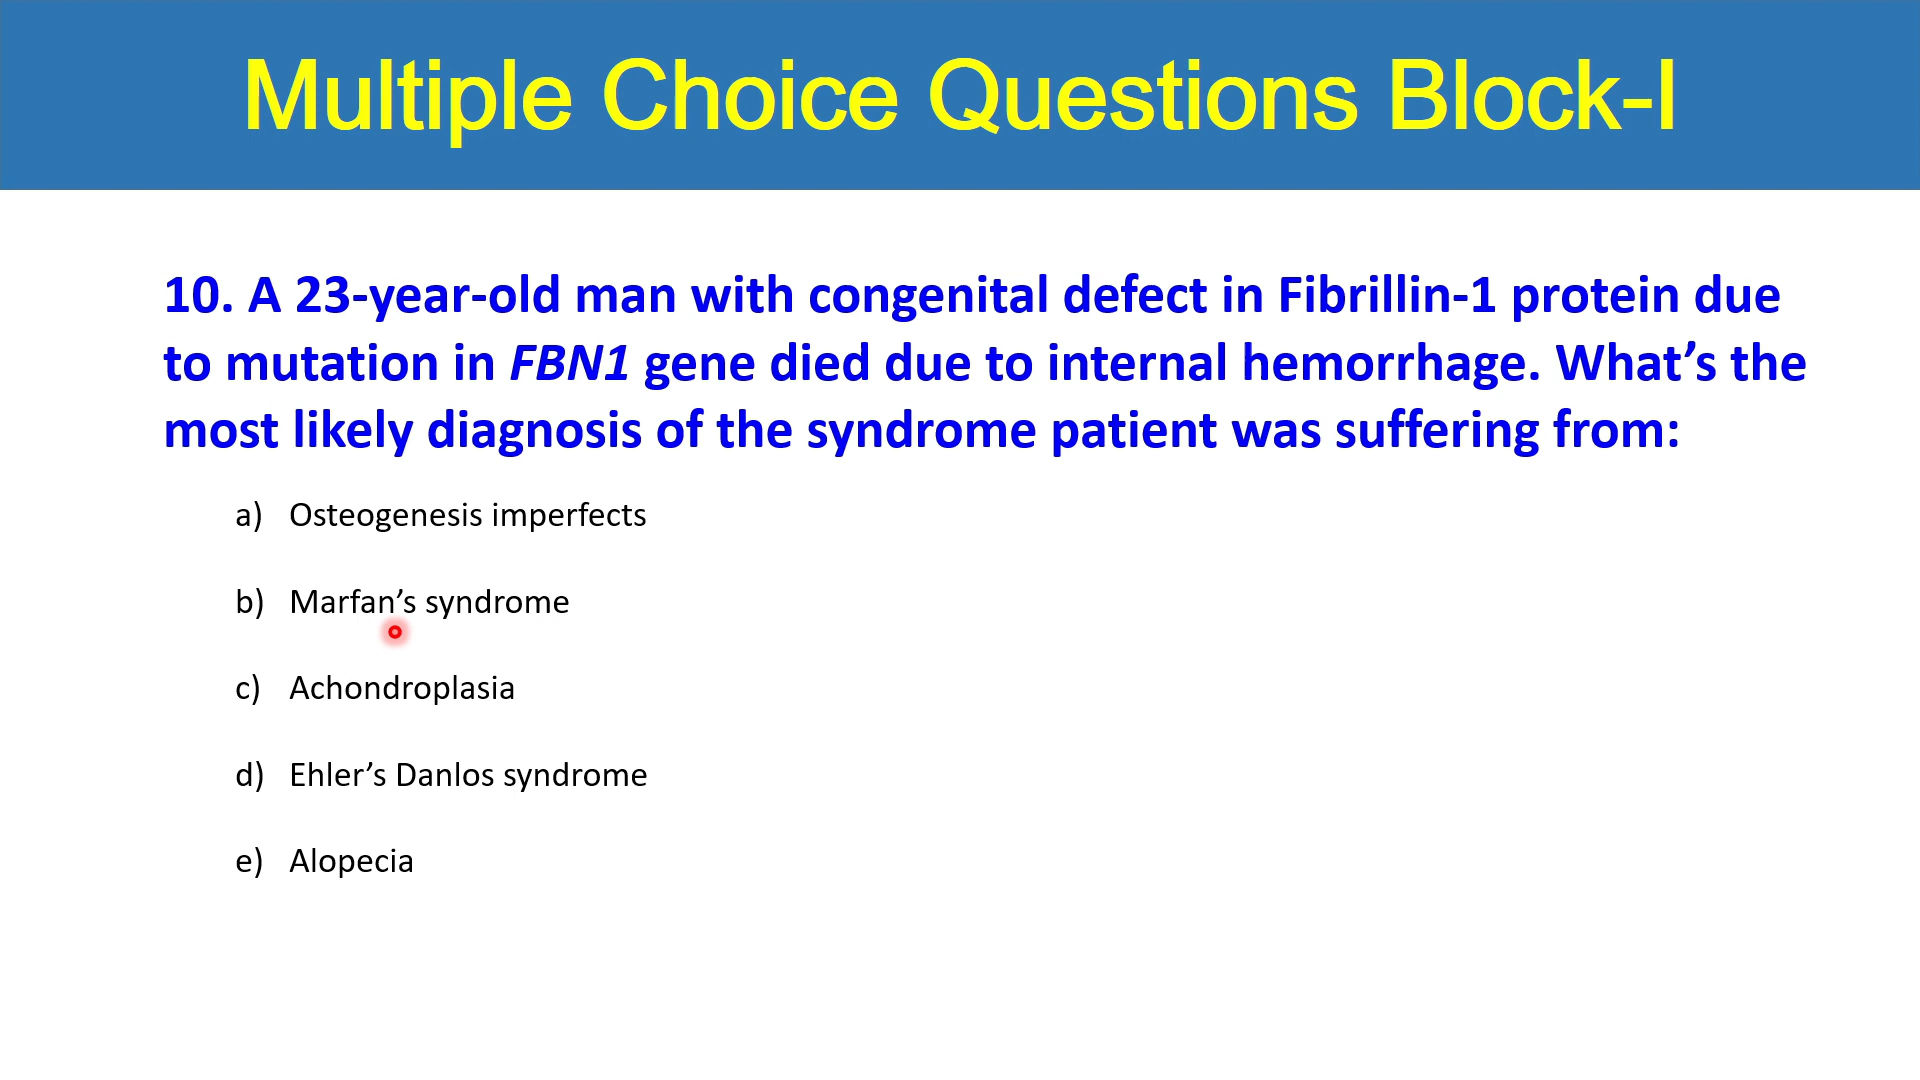 Multiple Choice Questions Block-I
10. A 23-year-old man with congenital defect in Fibrillin-1 protein due
to mutation in FBN1 gene died due to internal hemorrhage. What’s the
most likely diagnosis of the syndrome patient was suffering from:
a) Osteogenesis imperfects
b) Marfan’s syndrome
c) Achondroplasia
d) Ehler’s Danlos syndrome
e) Alopecia